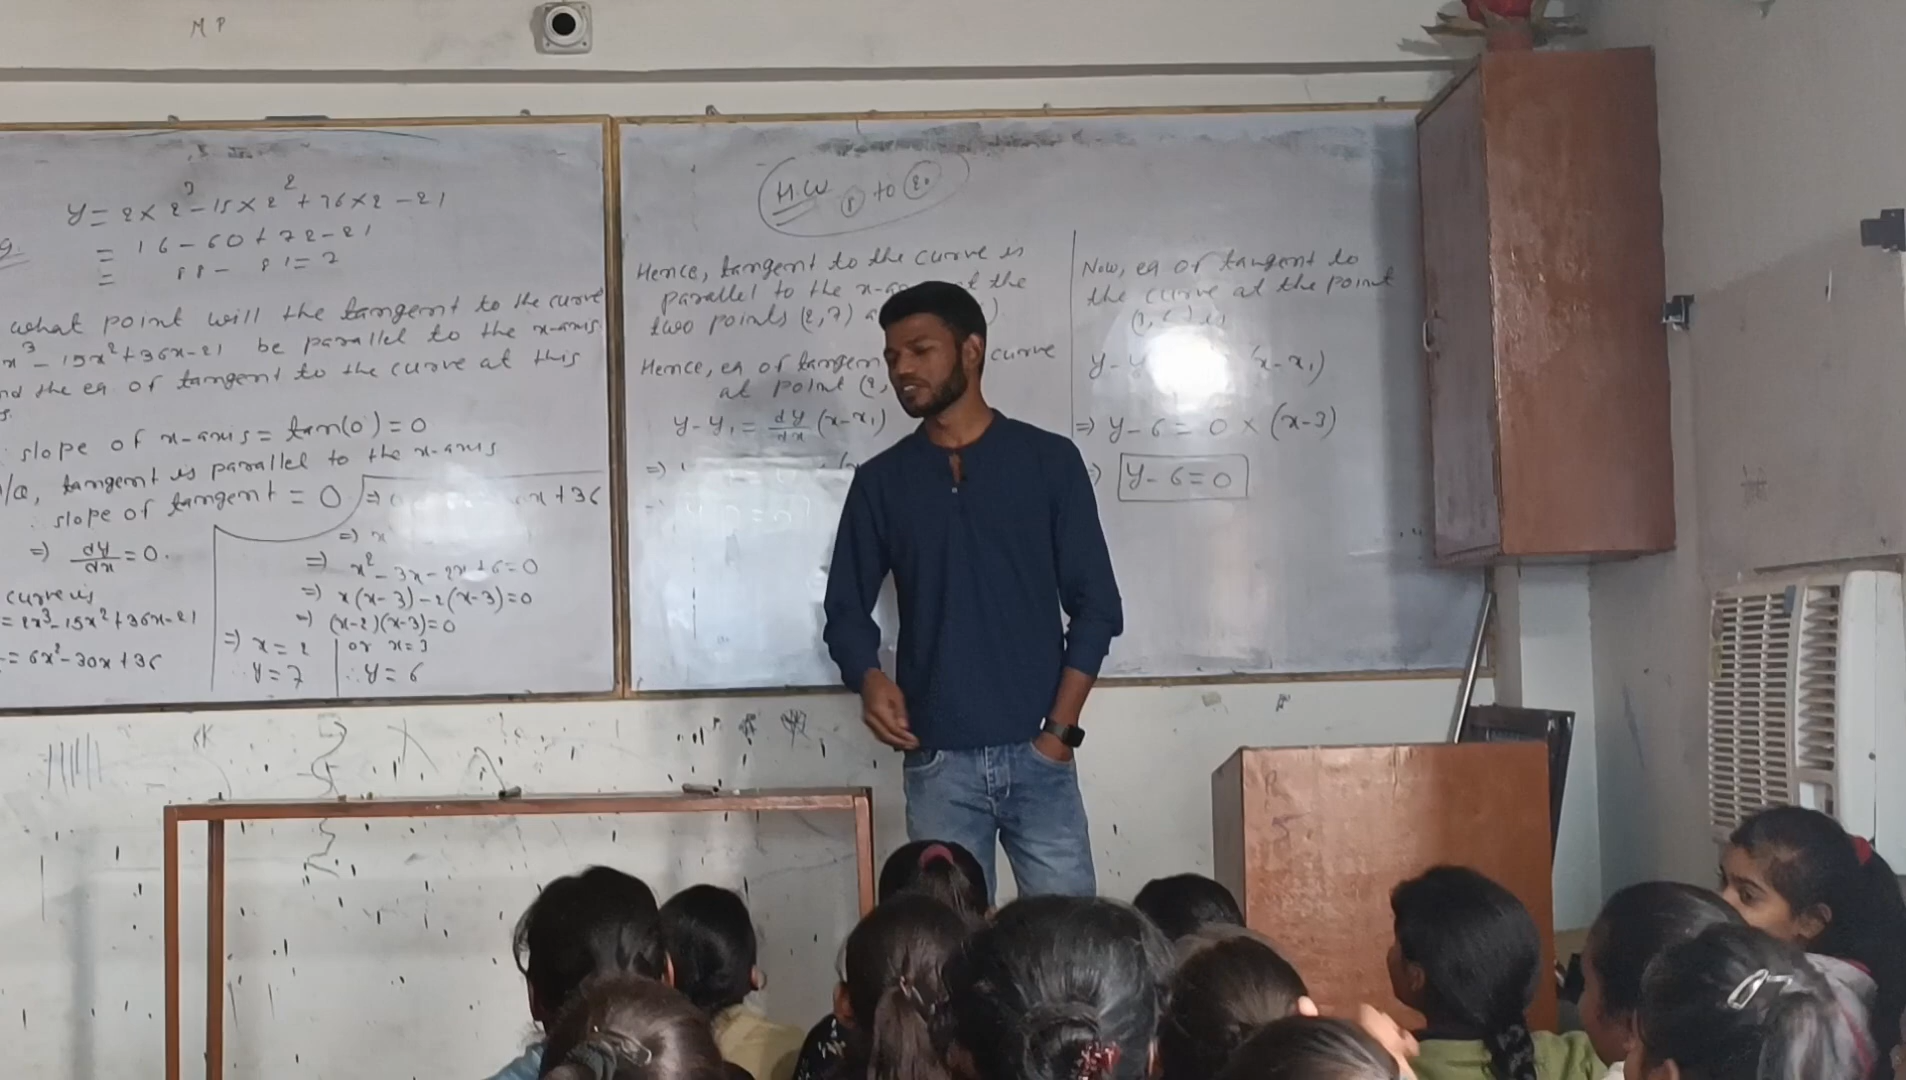 M P
y = 2 × 2³ - 15 × 2² + 36 × 2 - 21
= 16 - 60 + 72 - 21
= 88 - 81 = 7
what point will the tangent to the curve
x³ - 15x² + 36x - 21 be parallel to the x-axis.
nd the eq. of tangent to the curve at this
slope of x-axis = tan(0°) = 0
tangent is parallel to the x-axis
slope of tangent = 0
⇒ dy/dx = 0.
curve is
= 2x³ - 15x² + 36x - 21
= 6x² - 30x + 36
x + 36
⇒ x
⇒ x² - 3x - 2x + 6 = 0
⇒ x(x-3) - 2(x-3) = 0
⇒ (x-2)(x-3) = 0
⇒ x = 2 or x = 3
∴ y = 7 ∴ y = 6
H.W ① to ⑳
Hence, tangent to the curve is
parallel to the x-a the
two points (2,7) a
Hence, eq of tangen curve
at point (2,
y - y₁ = dy/dx (x - x₁)
Now, eq of tangent to
the curve at the point
y - y (x - x₁)
⇒ y - 6 = 0 × (x - 3)
⇒ y - 6 = 0